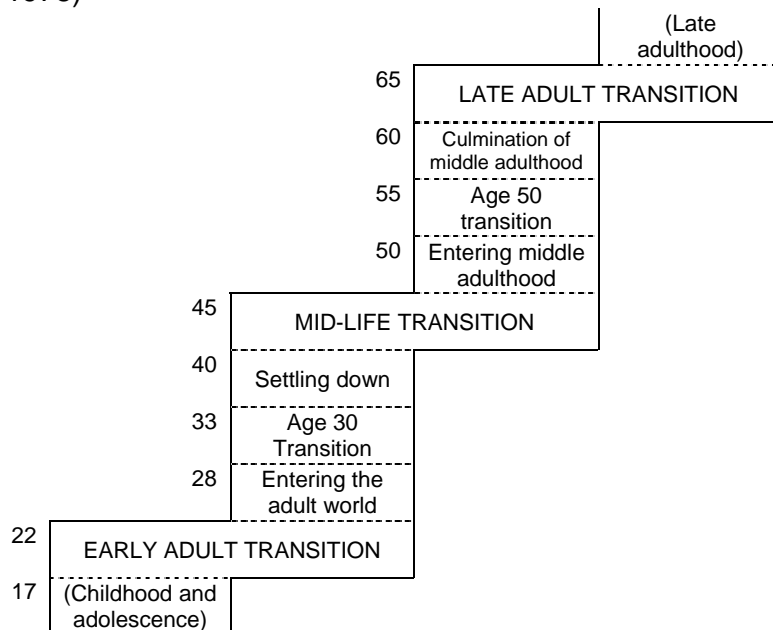 (Late
adulthood)
65
LATE ADULT TRANSITION
60
Culmination of
middle adulthood
55
Age 50
transition
50
Entering middle
adulthood
45
MID-LIFE TRANSITION
40
Settling down
33
Age 30
Transition
28
Entering the
adult world
22
EARLY ADULT TRANSITION
17
(Childhood and
adolescence)